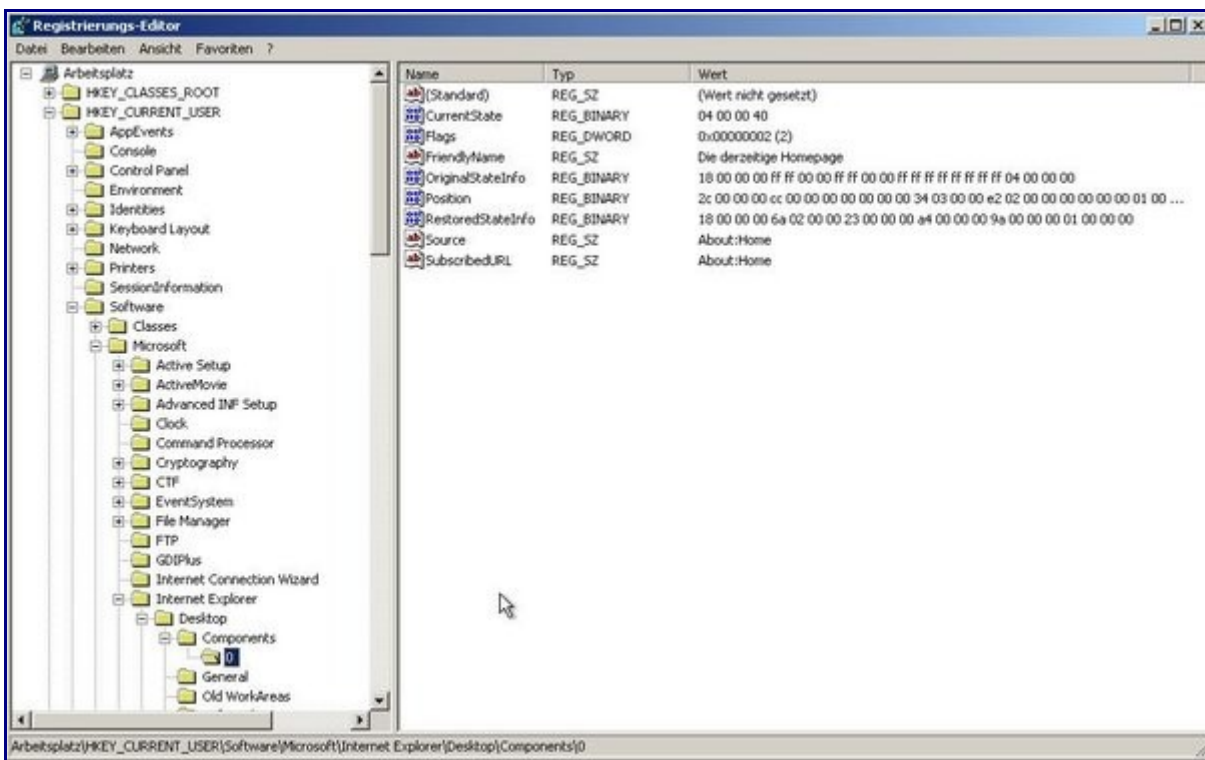 Registrierungs-Editor
Datei Bearbeiten Ansicht Favoriten ?
Arbeitsplatz
HKEY_CLASSES_ROOT
HKEY_CURRENT_USER
AppEvents
Console
Control Panel
Environment
Identities
Keyboard Layout
Network
Printers
SessionInformation
Software
Classes
Microsoft
Active Setup
ActiveMovie
Advanced INF Setup
Clock
Command Processor
Cryptography
CTF
EventSystem
File Manager
FTP
GDIPlus
Internet Connection Wizard
Internet Explorer
Desktop
Components
0
General
Old WorkAreas
Name Typ Wert
(Standard) REG_SZ (Wert nicht gesetzt)
CurrentState REG_BINARY 04 00 00 40
Flags REG_DWORD 0x00000002 (2)
FriendlyName REG_SZ Die derzeitige Homepage
OriginalStateInfo REG_BINARY 18 00 00 00 ff ff 00 00 ff ff 00 00 ff ff ff ff ff ff ff ff 04 00 00 00
Position REG_BINARY 2c 00 00 00 cc 00 00 00 00 00 00 00 34 03 00 00 e2 02 00 00 00 00 00 00 01 00 ...
RestoredStateInfo REG_BINARY 18 00 00 00 6a 02 00 00 23 00 00 00 a4 00 00 00 9a 00 00 00 01 00 00 00
Source REG_SZ About:Home
SubscribedURL REG_SZ About:Home
Arbeitsplatz\HKEY_CURRENT_USER\Software\Microsoft\Internet Explorer\Desktop\Components\0